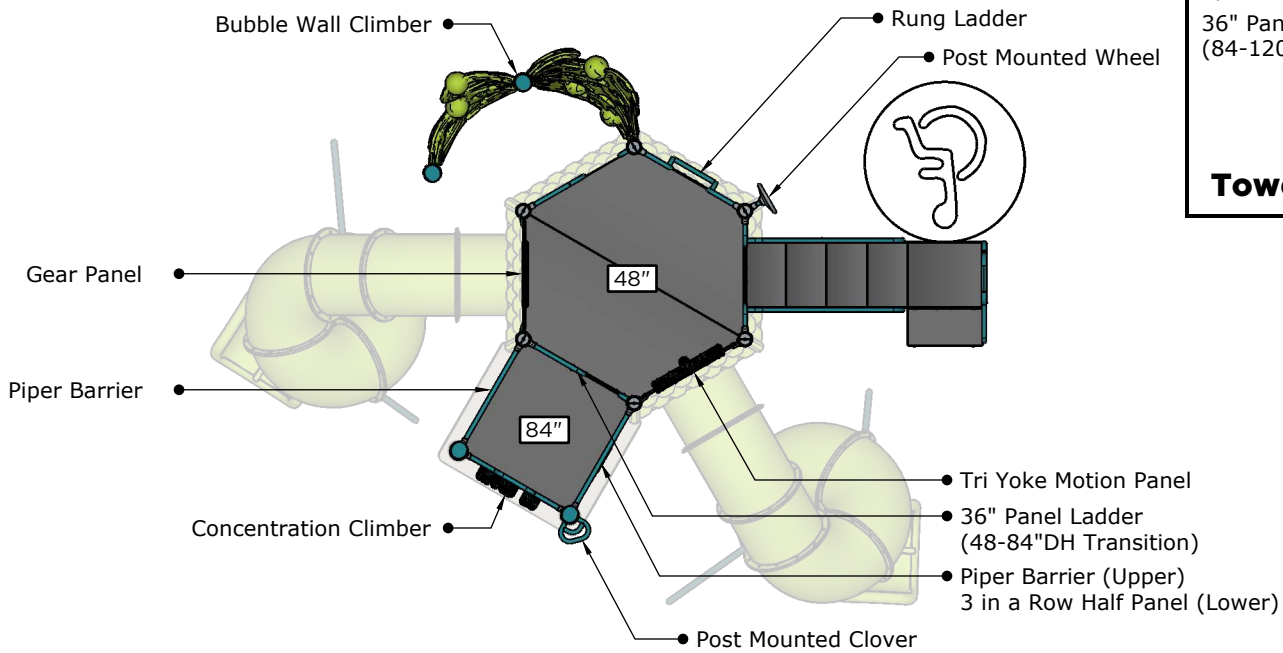 Bubble Wall Climber
Rung Ladder
Post Mounted Wheel
36" Pan
(84-120
Towe
Gear Panel
48"
Piper Barrier
84"
Concentration Climber
Tri Yoke Motion Panel
36" Panel Ladder
(48-84"DH Transition)
Piper Barrier (Upper)
3 in a Row Half Panel (Lower)
Post Mounted Clover